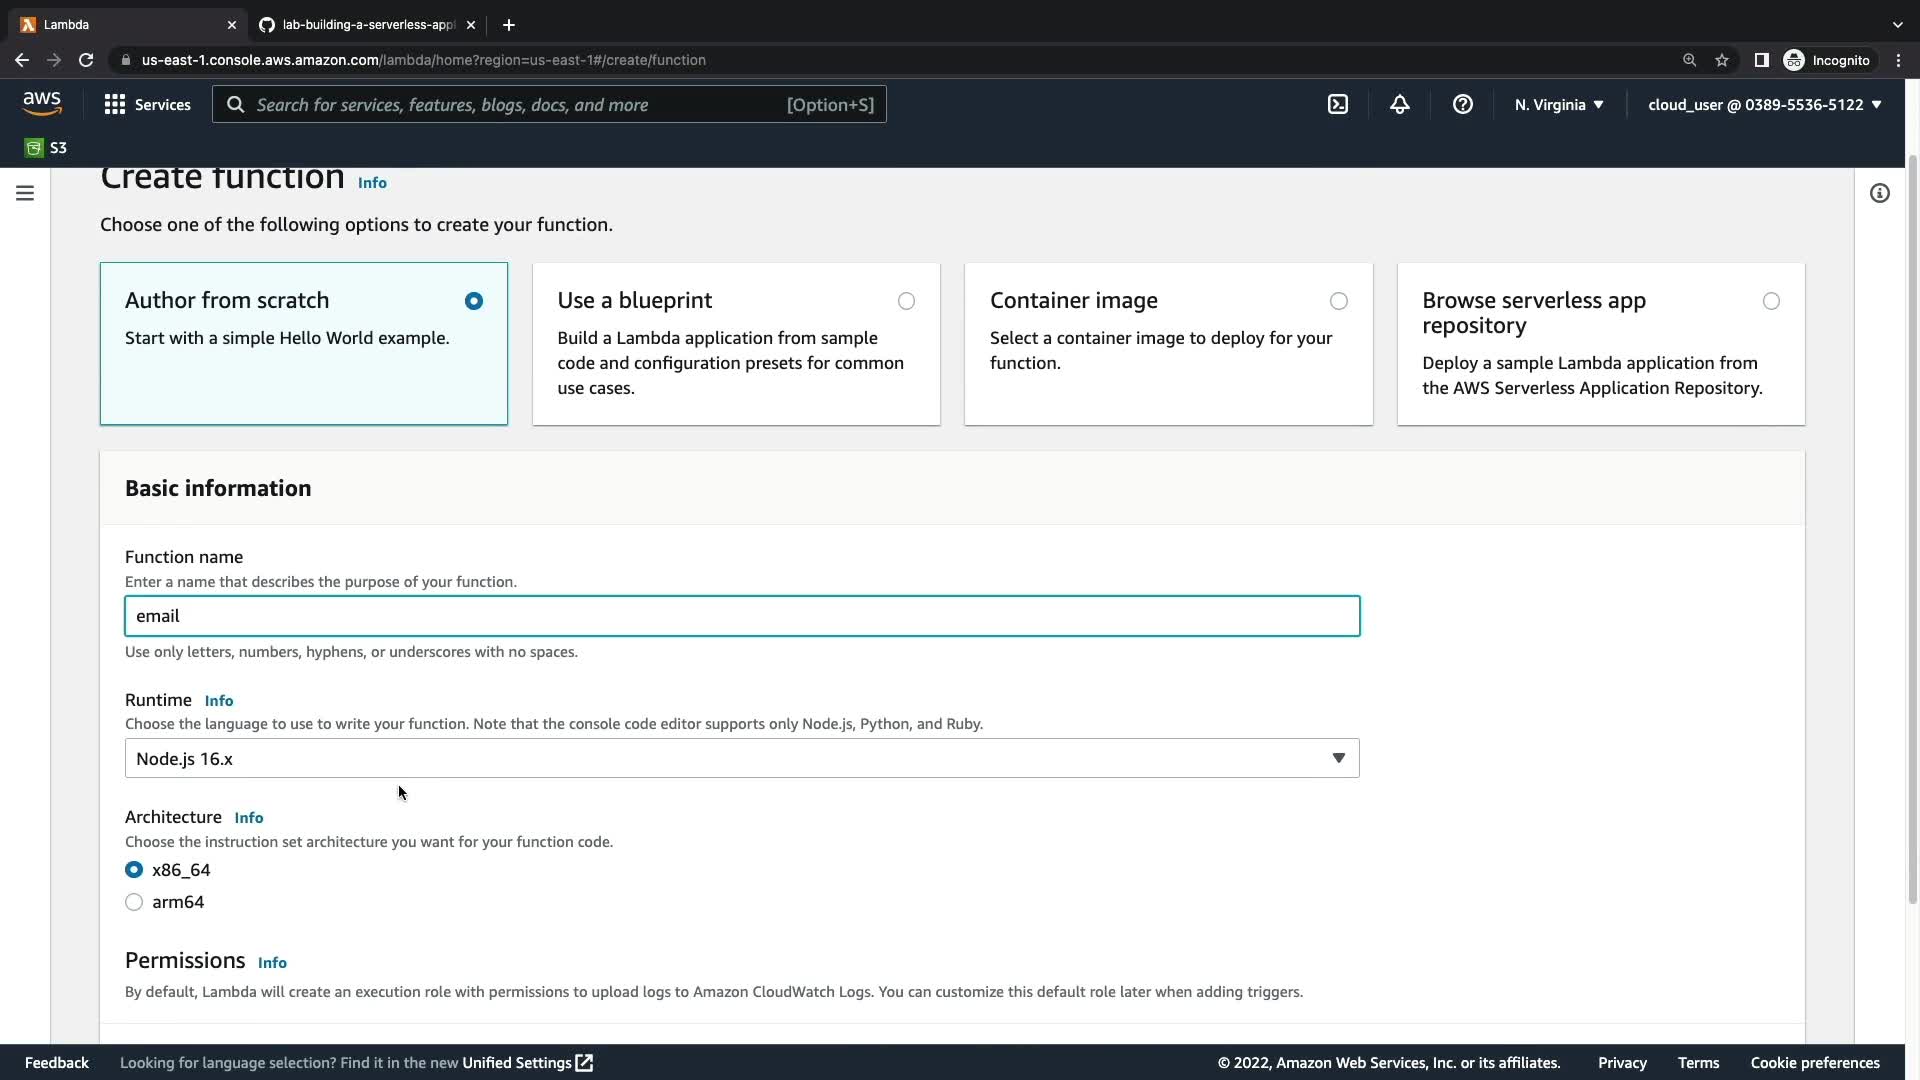 Lambda
lab-building-a-serverless-appl
us-east-1.console.aws.amazon.com/lambda/home?region=us-east-1#/create/function
Incognito
aws
Services
Search for services, features, blogs, docs, and more
[Option+S]
N. Virginia
cloud_user @ 0389-5536-5122
S3
Create function Info
Choose one of the following options to create your function.
Author from scratch
Start with a simple Hello World example.
Use a blueprint
Build a Lambda application from sample
code and configuration presets for common
use cases.
Container image
Select a container image to deploy for your
function.
Browse serverless app
repository
Deploy a sample Lambda application from
the AWS Serverless Application Repository.
Basic information
Function name
Enter a name that describes the purpose of your function.
email
Use only letters, numbers, hyphens, or underscores with no spaces.
Runtime Info
Choose the language to use to write your function. Note that the console code editor supports only Node.js, Python, and Ruby.
Node.js 16.x
Architecture Info
Choose the instruction set architecture you want for your function code.
x86_64
arm64
Permissions Info
By default, Lambda will create an execution role with permissions to upload logs to Amazon CloudWatch Logs. You can customize this default role later when adding triggers.
Feedback
Looking for language selection? Find it in the new Unified Settings
© 2022, Amazon Web Services, Inc. or its affiliates.
Privacy
Terms
Cookie preferences